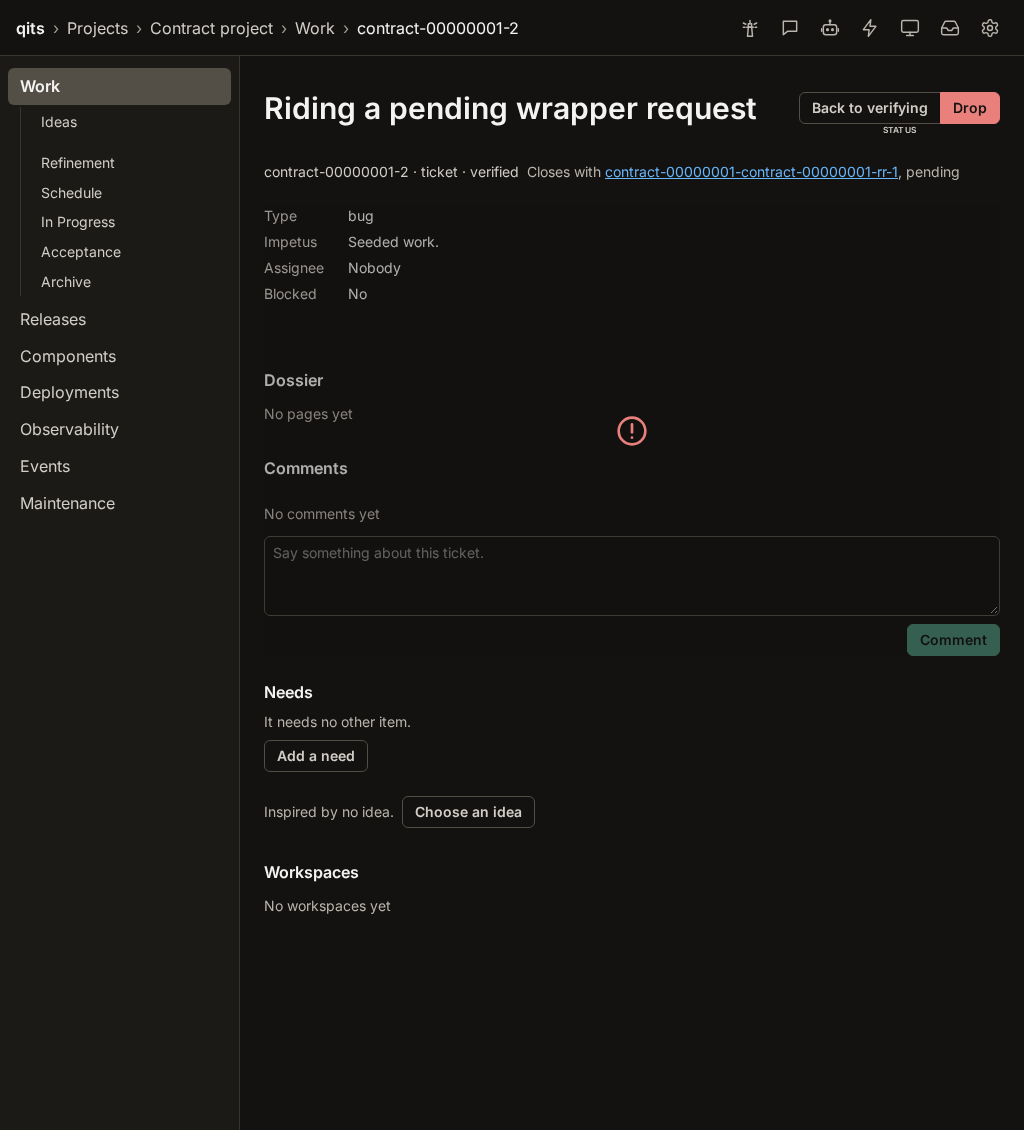 qits › Projects › Contract project › Work › contract-00000001-2
Work
Ideas
Refinement
Schedule
In Progress
Acceptance
Archive
Releases
Components
Deployments
Observability
Events
Maintenance
Riding a pending wrapper request
Back to verifying
Drop
STATUS
contract-00000001-2 · ticket · verified Closes with contract-00000001-contract-00000001-rr-1, pending
Type bug
Impetus Seeded work.
Assignee Nobody
Blocked No
Dossier
No pages yet
Comments
No comments yet
Say something about this ticket.
Comment
Needs
It needs no other item.
Add a need
Inspired by no idea. Choose an idea
Workspaces
No workspaces yet